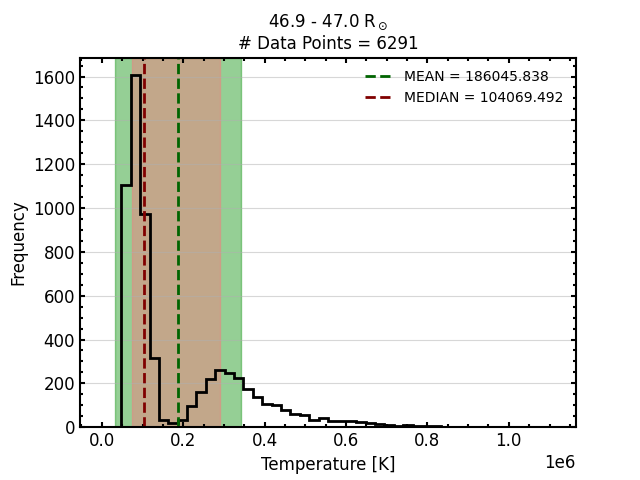 46.9 - 47.0 R⊙
# Data Points = 6291
MEAN = 186045.838
MEDIAN = 104069.492
Frequency
1600
1400
1200
1000
800
600
400
200
0
0.0 0.2 0.4 0.6 0.8 1.0
1e6
Temperature [K]